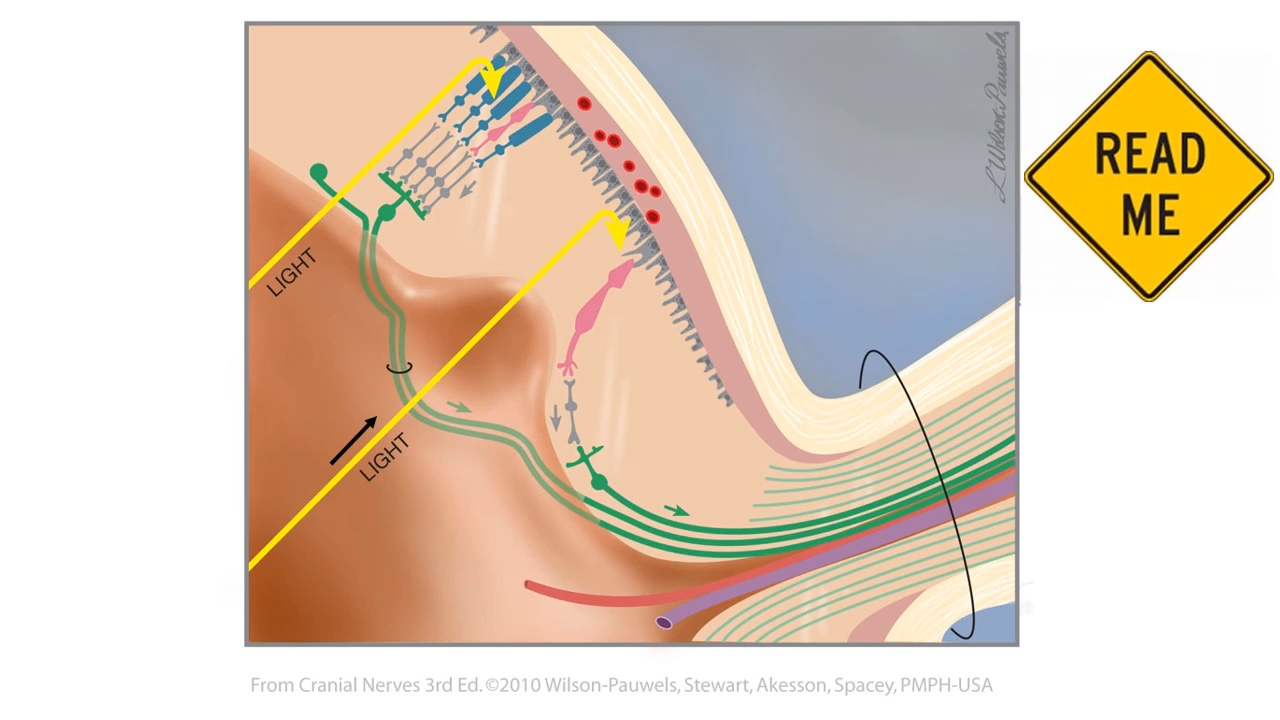 L. Wilson-Pauwels
READ
ME
LIGHT
LIGHT
From Cranial Nerves 3rd Ed. ©2010 Wilson-Pauwels, Stewart, Akesson, Spacey, PMPH-USA